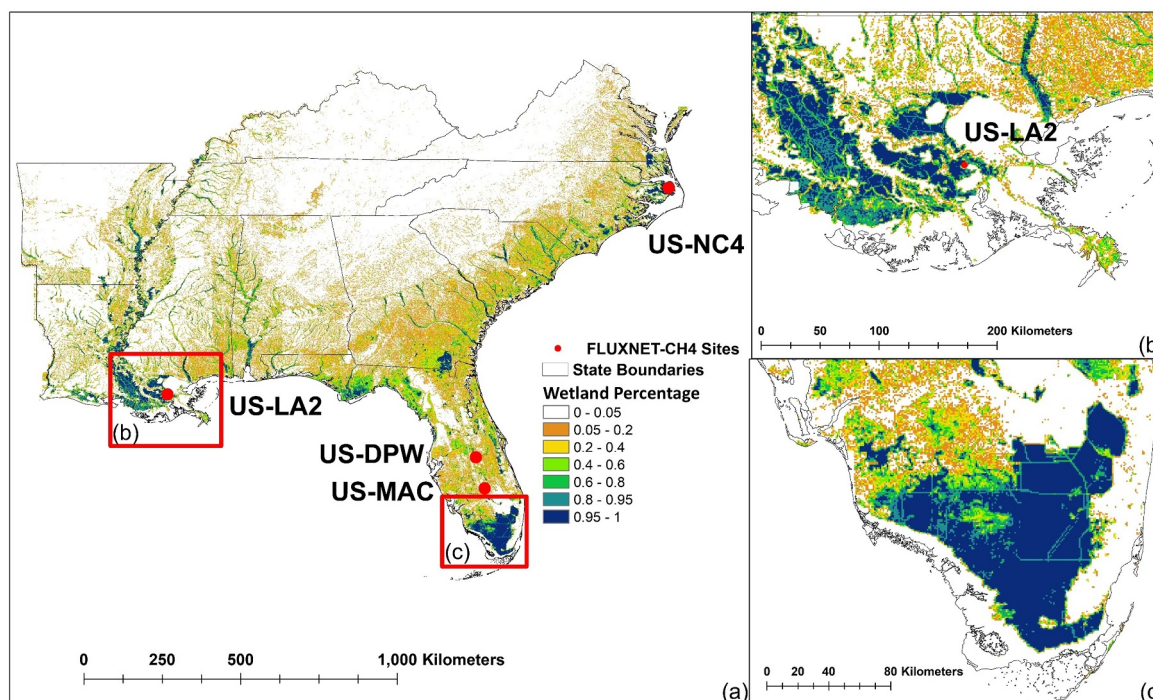 US-NC4
US-LA2
US-DPW
US-MAC
(b)
(c)
FLUXNET-CH4 Sites
State Boundaries
Wetland Percentage
0 - 0.05
0.05 - 0.2
0.2 - 0.4
0.4 - 0.6
0.6 - 0.8
0.8 - 0.95
0.95 - 1
0 250 500 1,000 Kilometers
(a)
US-LA2
0 50 100 200 Kilometers
(b
0 20 40 80 Kilometers
(c